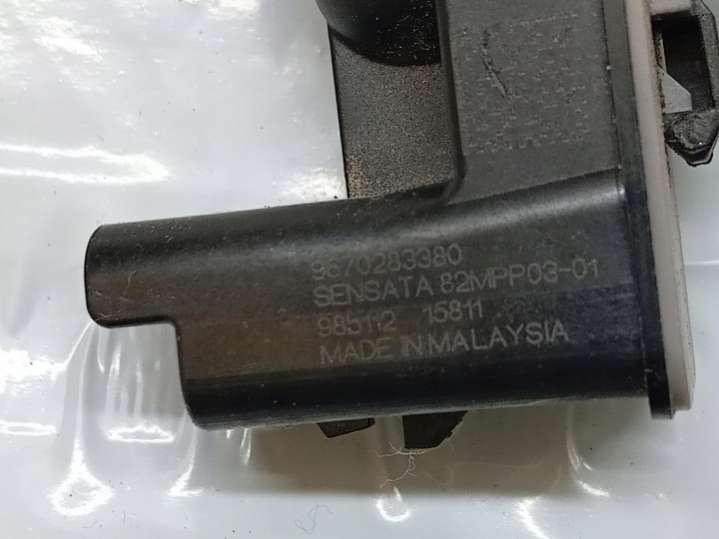 9670283380
SENSATA 82MPP03-01
985112 15811
MADE IN MALAYSIA